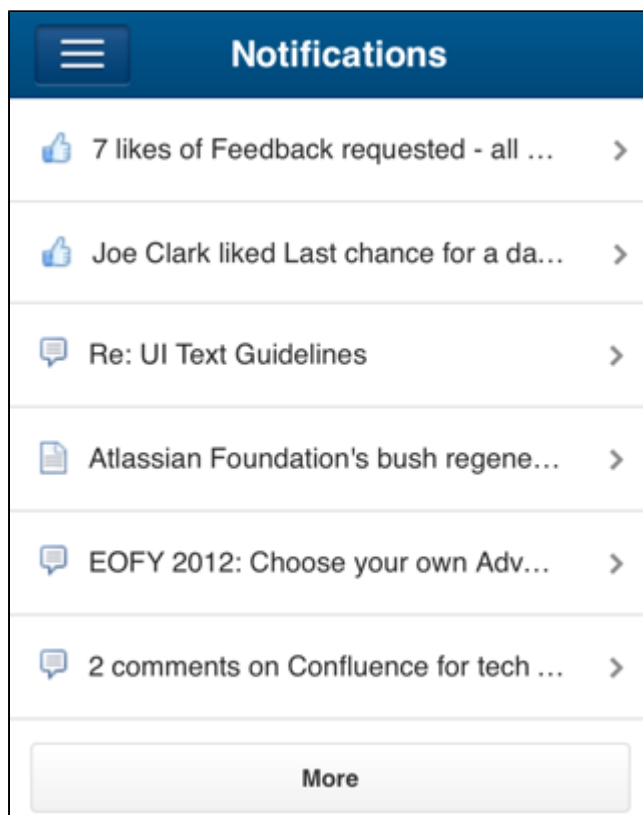 Notifications
7 likes of Feedback requested - all ...
Joe Clark liked Last chance for a da...
Re: UI Text Guidelines
Atlassian Foundation's bush regene...
EOFY 2012: Choose your own Adv...
2 comments on Confluence for tech ...
More